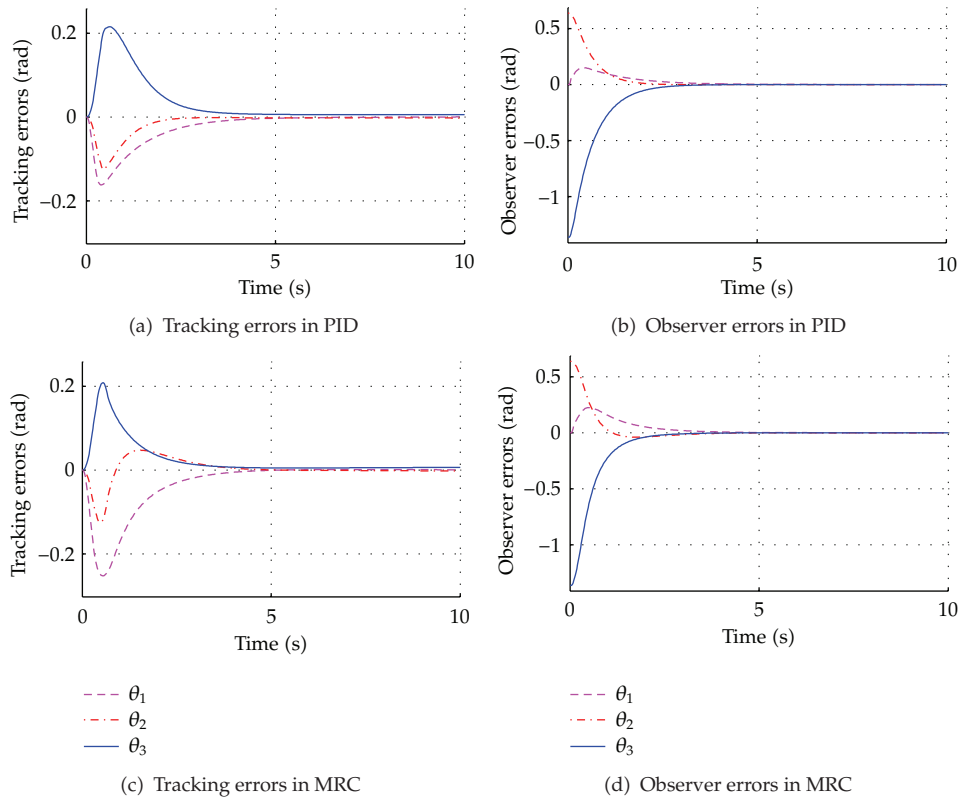 Tracking errors (rad)
0.2
0
−0.2
0
5
10
Time (s)
(a) Tracking errors in PID
Observer errors (rad)
0.5
0
−0.5
−1
0
5
10
Time (s)
(b) Observer errors in PID
Tracking errors (rad)
0.2
0
−0.2
0
5
10
Time (s)
θ1
θ2
θ3
(c) Tracking errors in MRC
Observer errors (rad)
0.5
0
−0.5
−1
0
5
10
Time (s)
θ1
θ2
θ3
(d) Observer errors in MRC